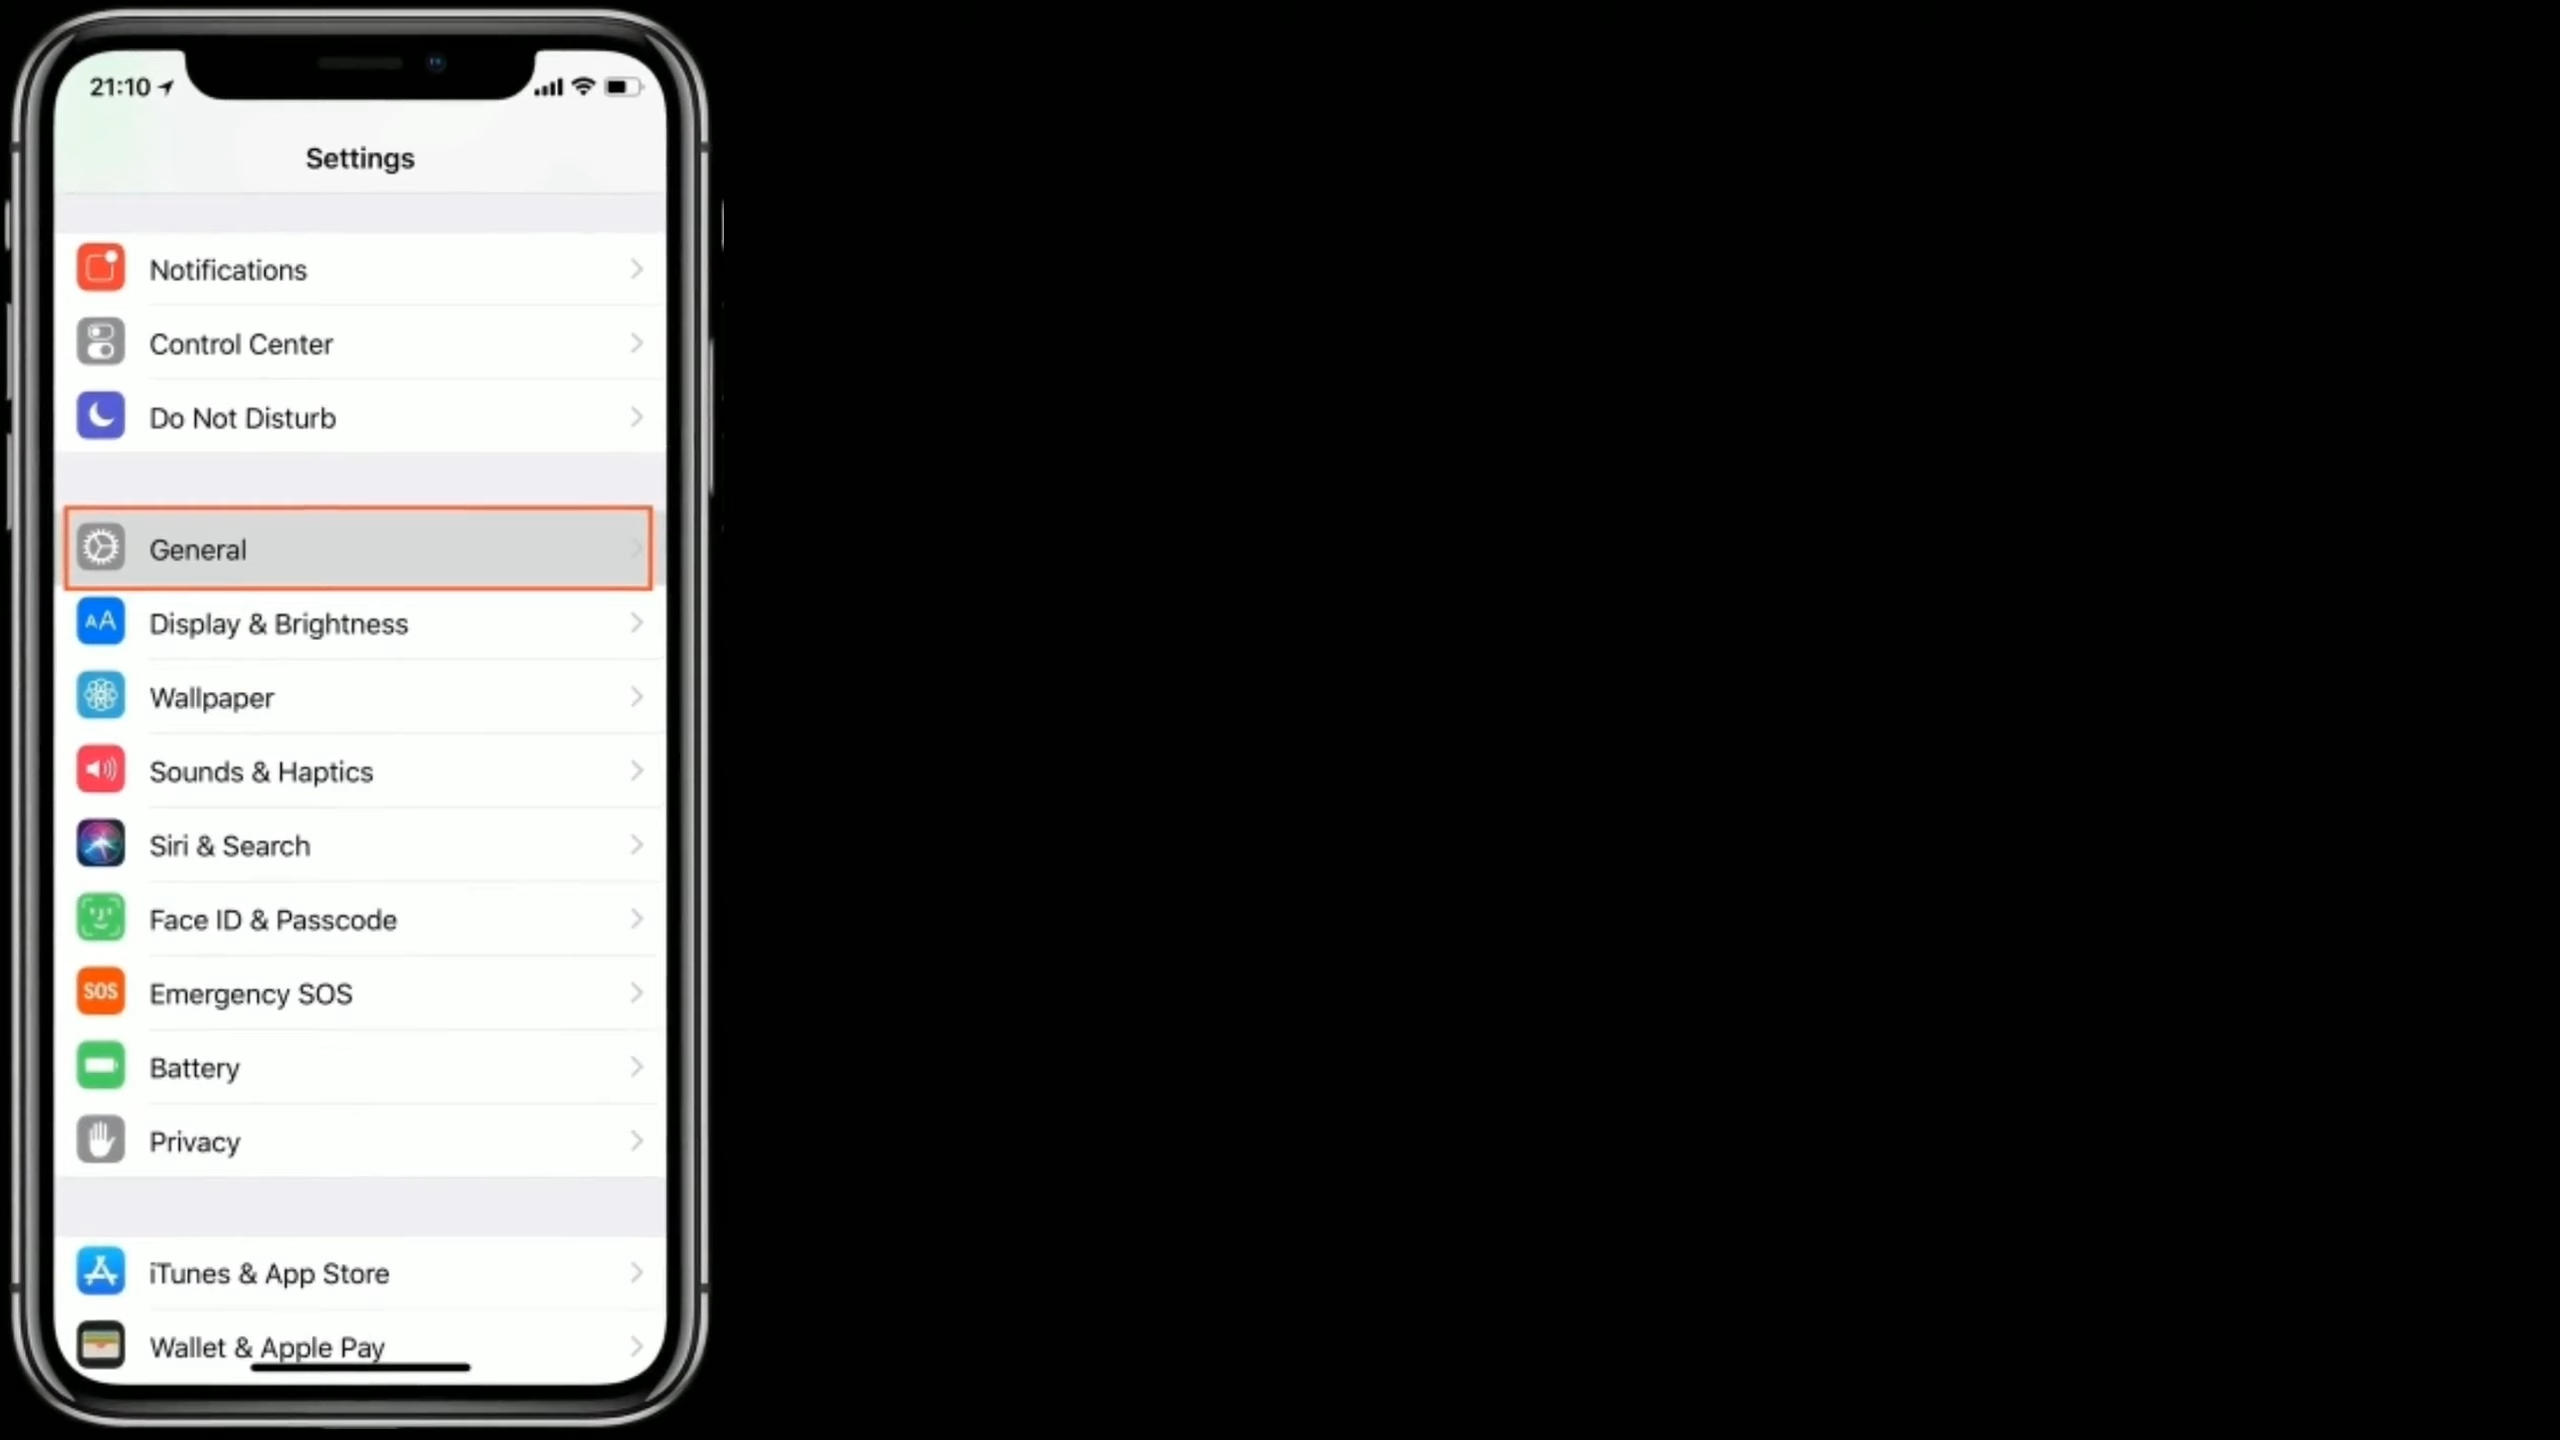 21:10
Settings
Notifications
Control Center
Do Not Disturb
General
AA
Display & Brightness
Wallpaper
Sounds & Haptics
Siri & Search
Face ID & Passcode
SOS
Emergency SOS
Battery
Privacy
iTunes & App Store
Wallet & Apple Pay